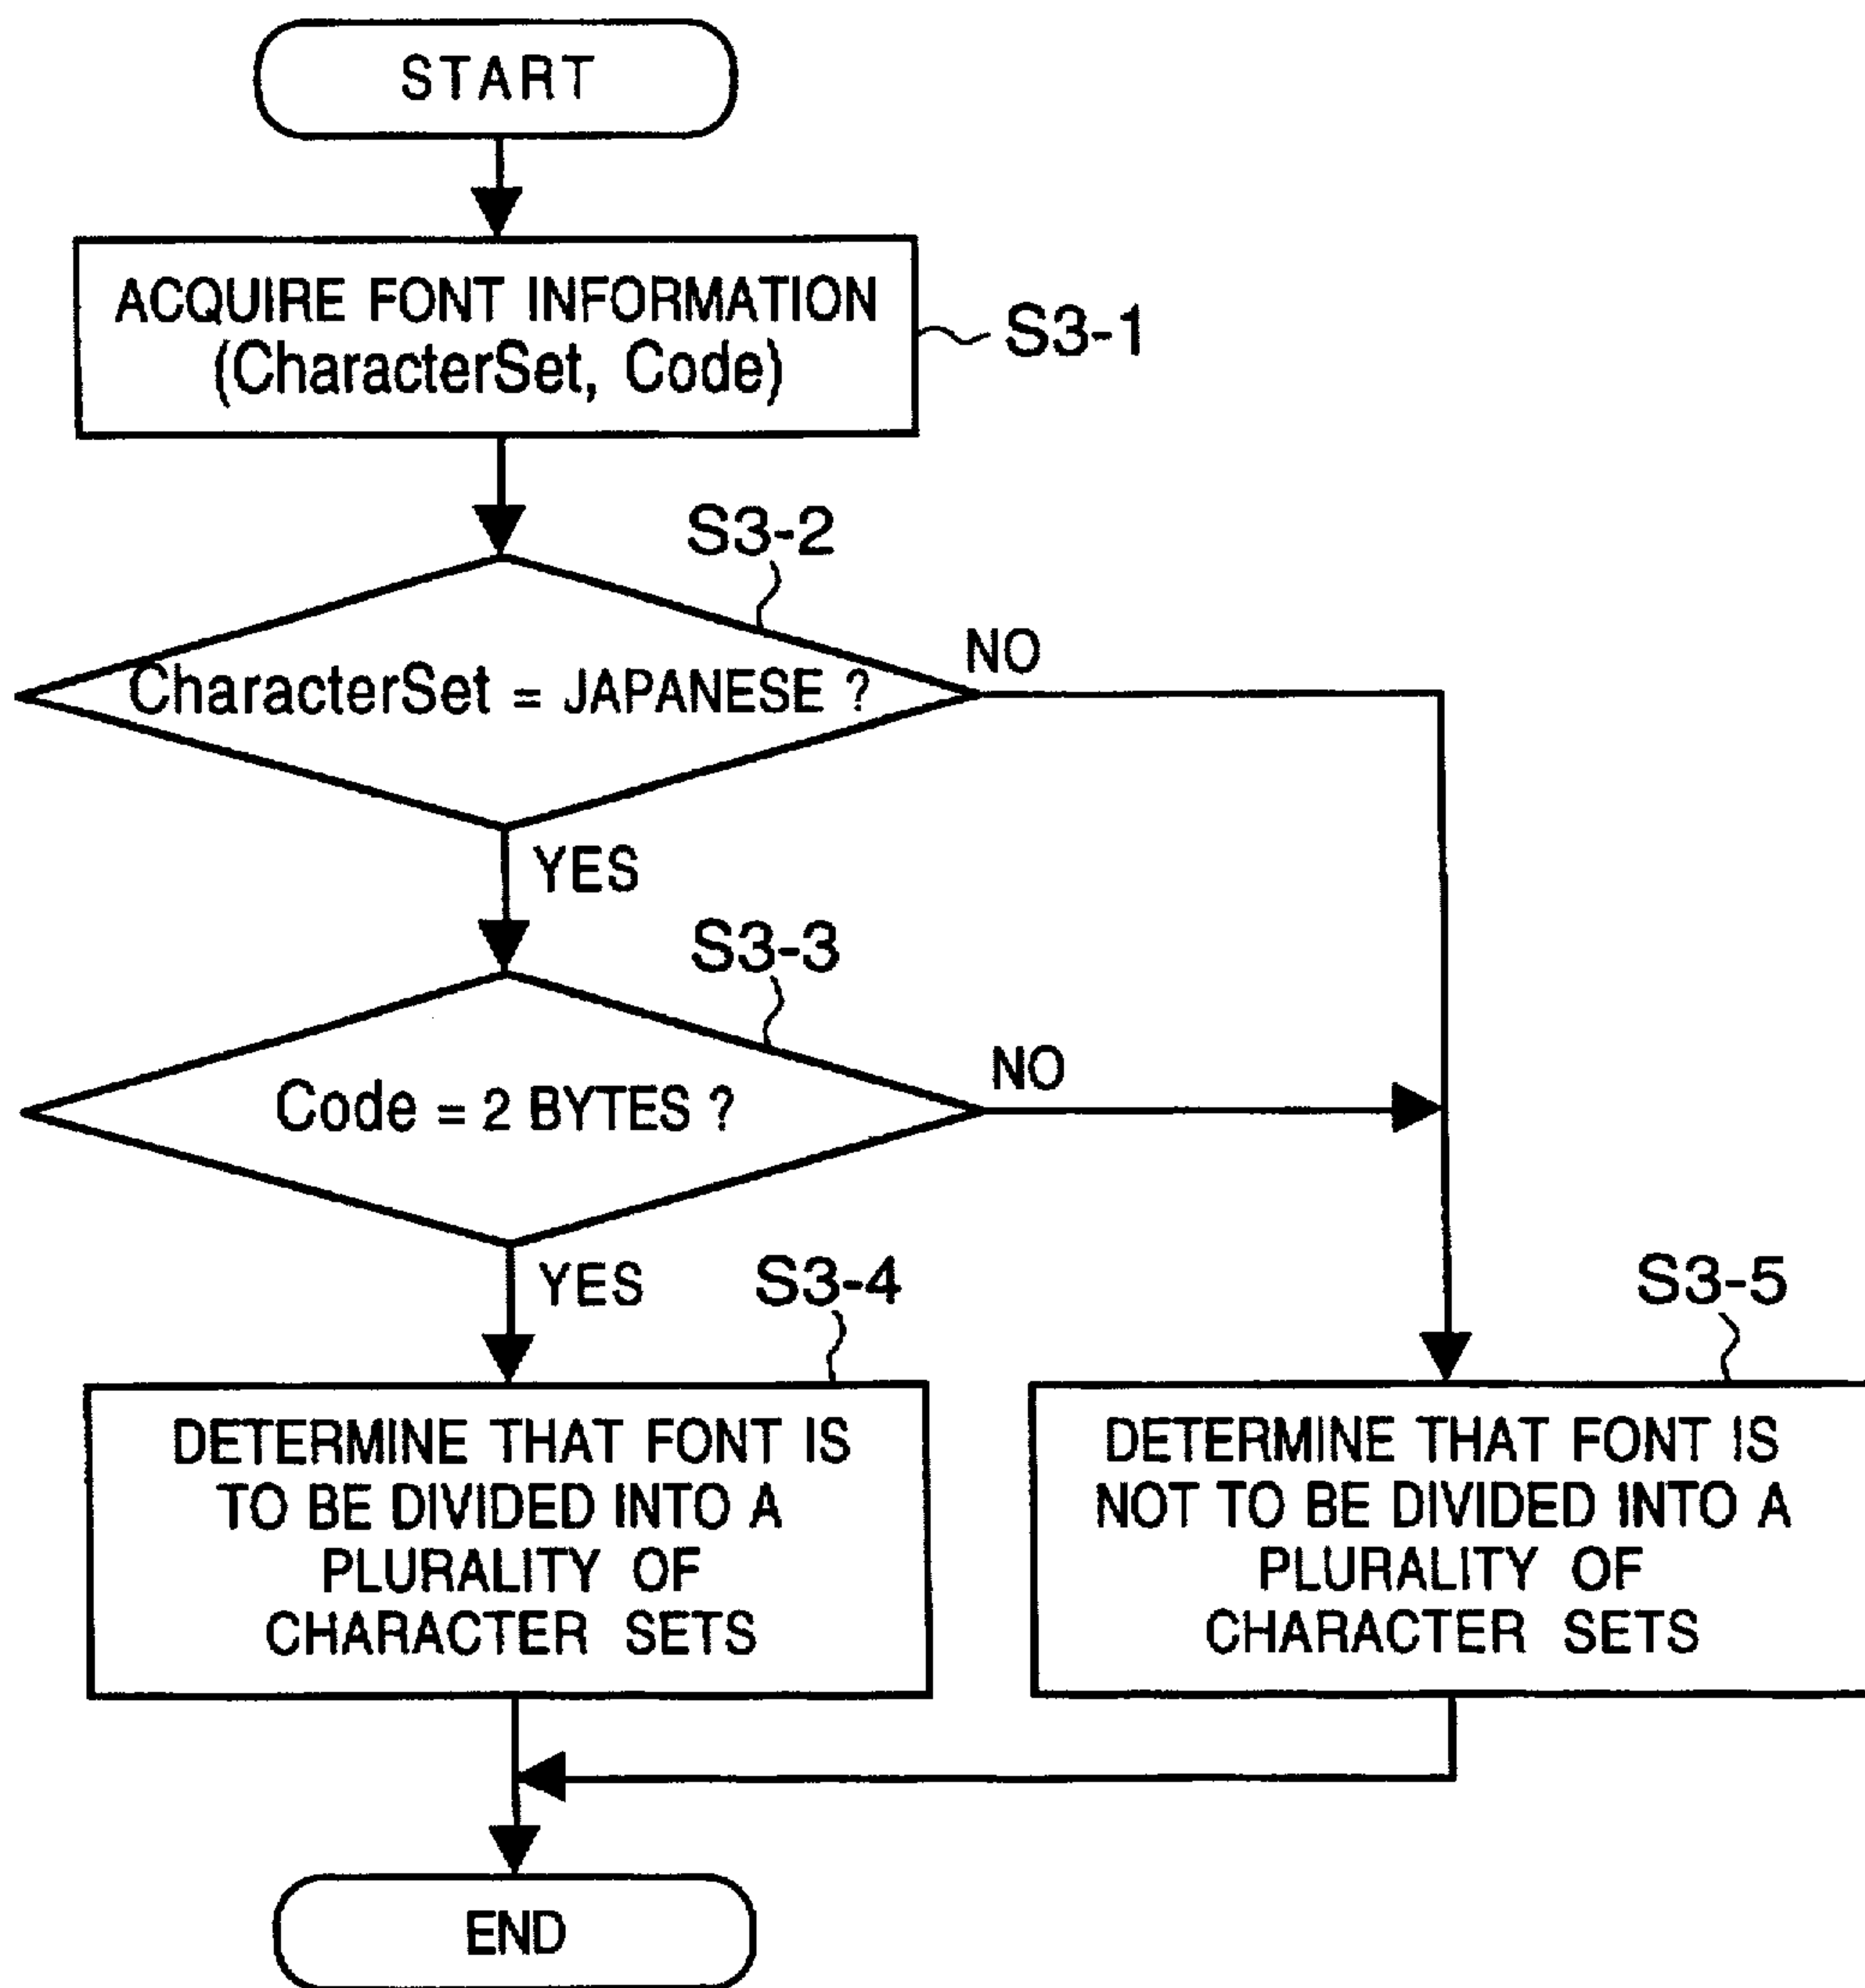 START
ACQUIRE FONT INFORMATION
(CharacterSet, Code)
S3-1
S3-2
CharacterSet = JAPANESE ?
NO
YES
S3-3
Code = 2 BYTES ?
NO
YES
S3-4
DETERMINE THAT FONT IS
TO BE DIVIDED INTO A
PLURALITY OF
CHARACTER SETS
S3-5
DETERMINE THAT FONT IS
NOT TO BE DIVIDED INTO A
PLURALITY OF
CHARACTER SETS
END